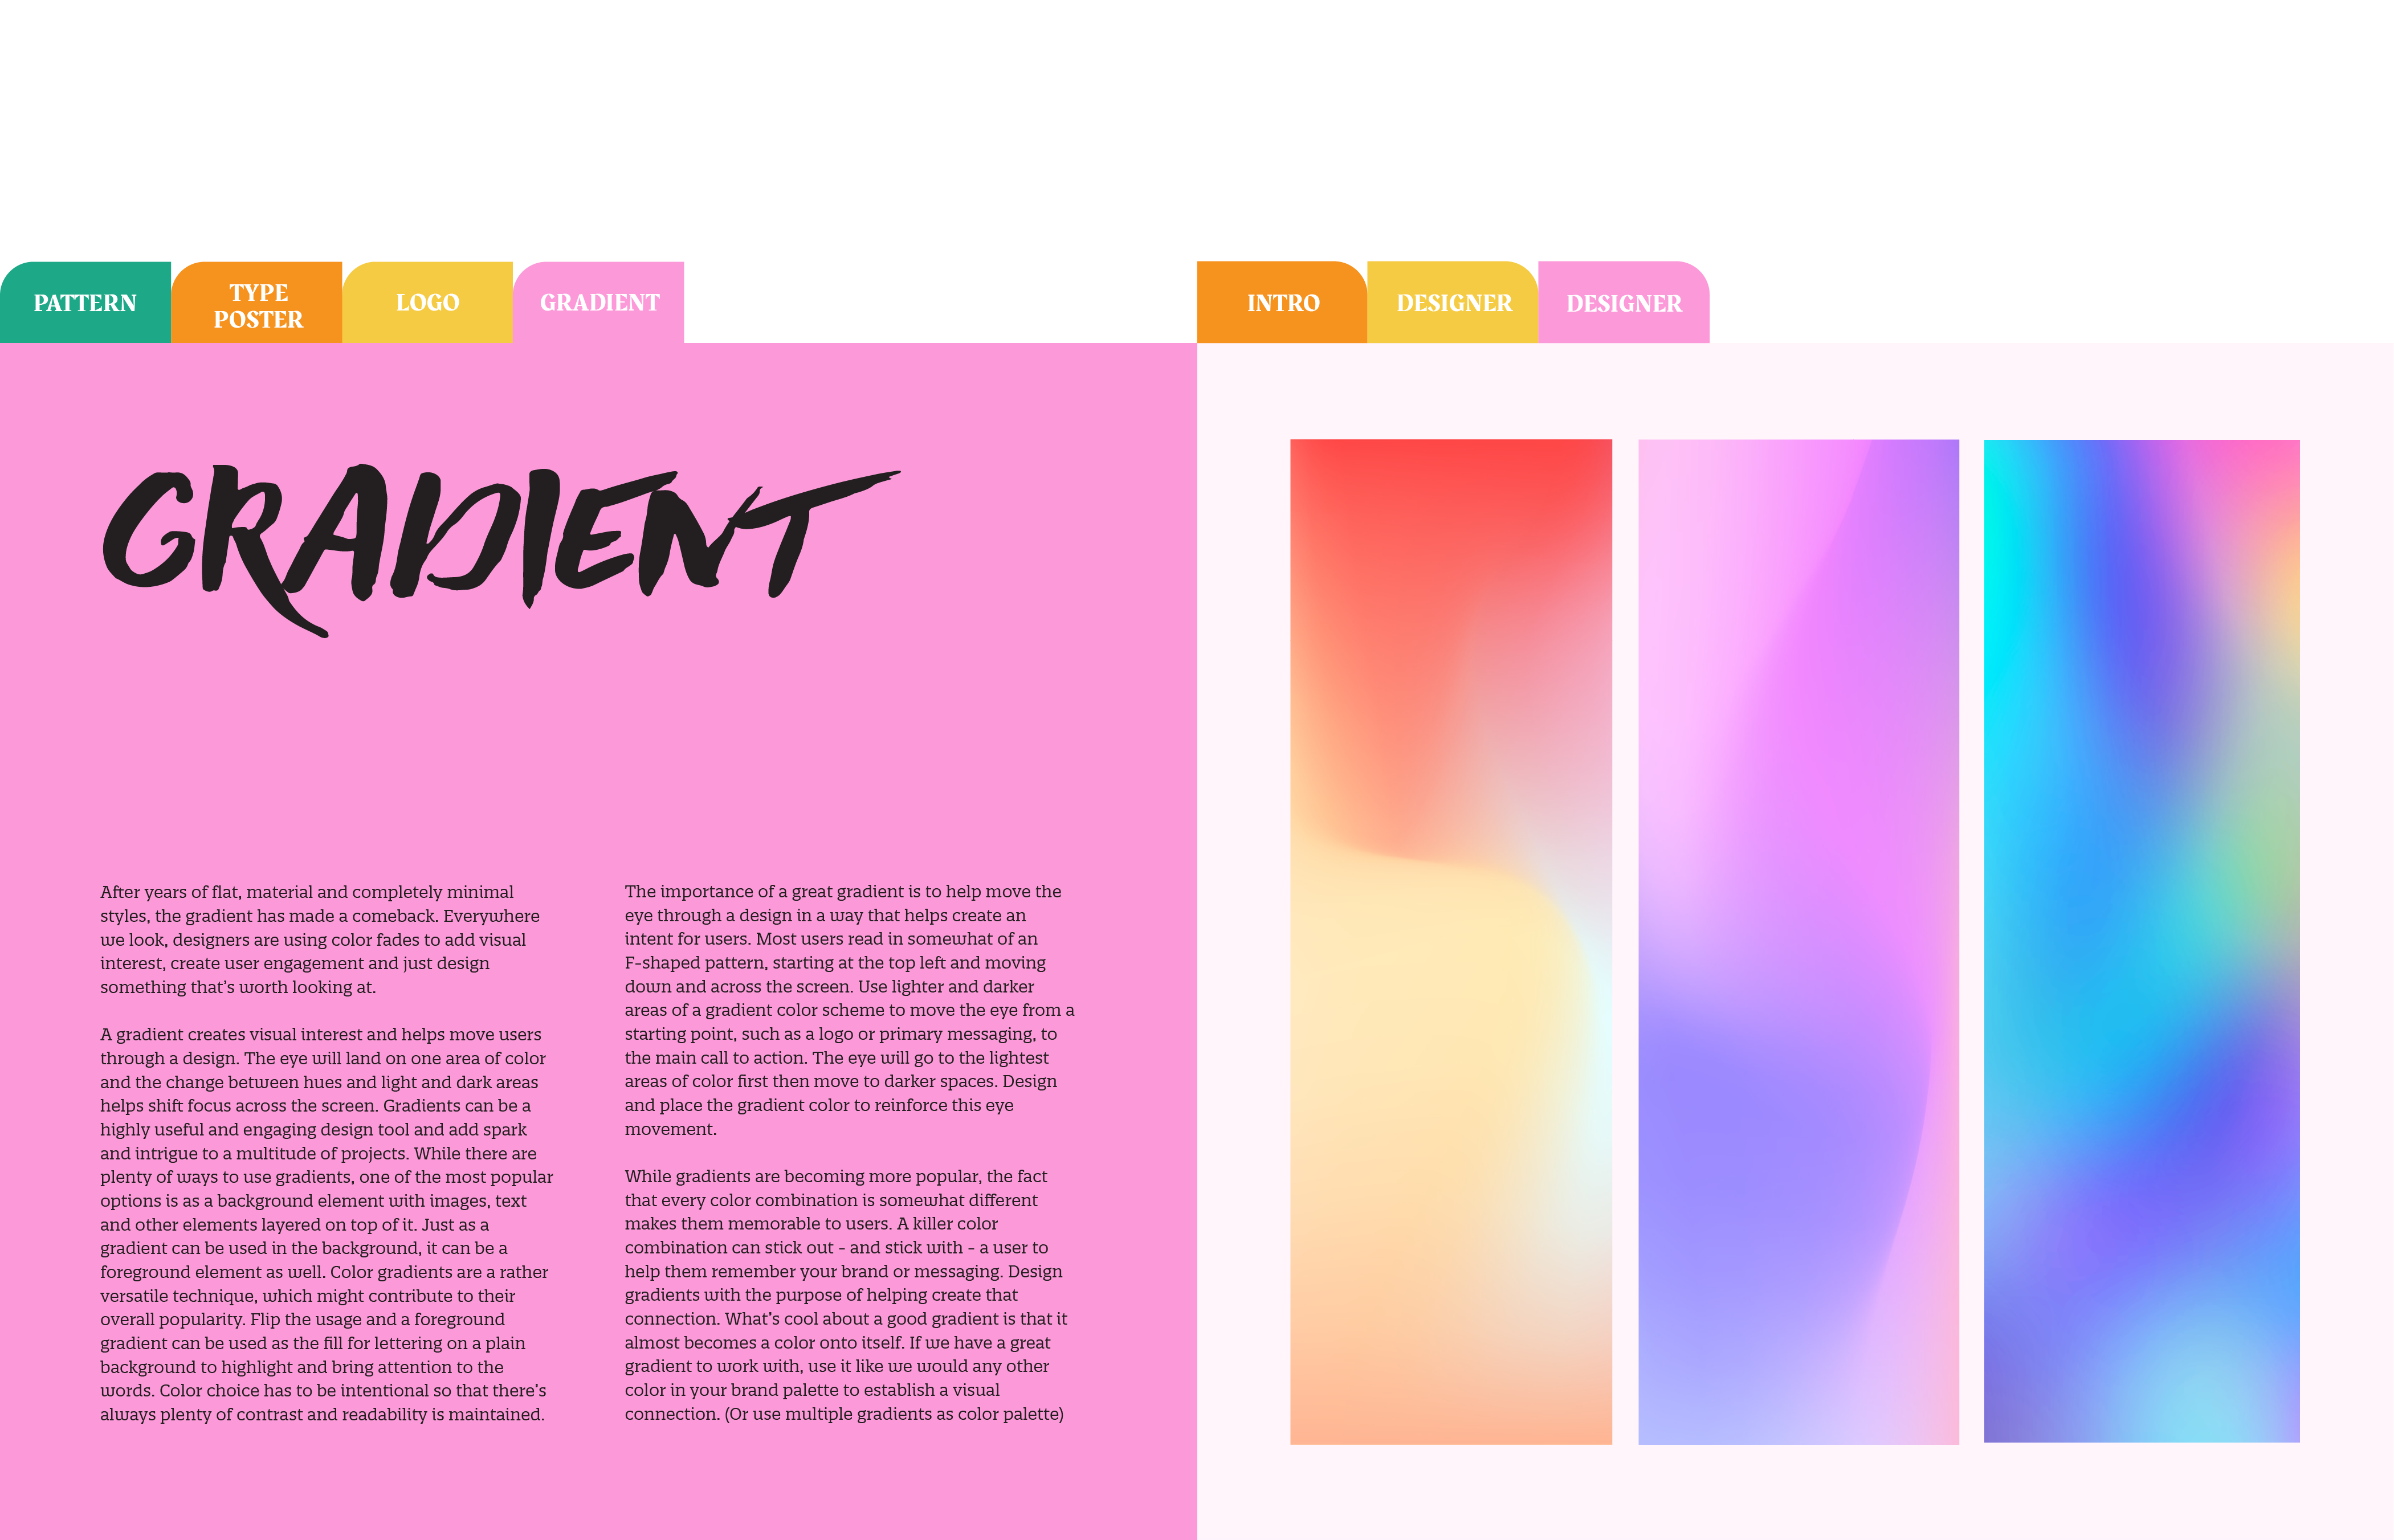 PATTERN
TYPE
POSTER
LOGO
GRADIENT
INTRO
DESIGNER
DESIGNER
GRADIENT
After years of flat, material and completely minimal
styles, the gradient has made a comeback. Everywhere
we look, designers are using color fades to add visual
interest, create user engagement and just design
something that's worth looking at.
A gradient creates visual interest and helps move users
through a design. The eye will land on one area of color
and the change between hues and light and dark areas
helps shift focus across the screen. Gradients can be a
highly useful and engaging design tool and add spark
and intrigue to a multitude of projects. While there are
plenty of ways to use gradients, one of the most popular
options is as a background element with images, text
and other elements layered on top of it. Just as a
gradient can be used in the background, it can be a
foreground element as well. Color gradients are a rather
versatile technique, which might contribute to their
overall popularity. Flip the usage and a foreground
gradient can be used as the fill for lettering on a plain
background to highlight and bring attention to the
words. Color choice has to be intentional so that there's
always plenty of contrast and readability is maintained.
The importance of a great gradient is to help move the
eye through a design in a way that helps create an
intent for users. Most users read in somewhat of an
F-shaped pattern, starting at the top left and moving
down and across the screen. Use lighter and darker
areas of a gradient color scheme to move the eye from a
starting point, such as a logo or primary messaging, to
the main call to action. The eye will go to the lightest
areas of color first then move to darker spaces. Design
and place the gradient color to reinforce this eye
movement.
While gradients are becoming more popular, the fact
that every color combination is somewhat different
makes them memorable to users. A killer color
combination can stick out - and stick with - a user to
help them remember your brand or messaging. Design
gradients with the purpose of helping create that
connection. What's cool about a good gradient is that it
almost becomes a color onto itself. If we have a great
gradient to work with, use it like we would any other
color in your brand palette to establish a visual
connection. (Or use multiple gradients as color palette)